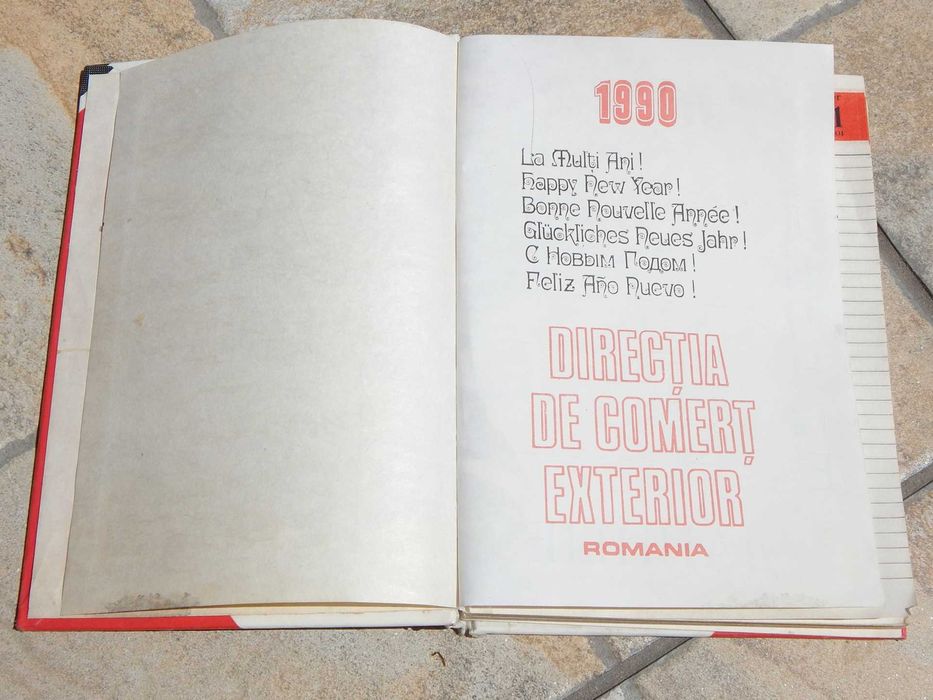 1990
La Mulți Ani!
Happy New Year!
Bonne Nouvelle Année!
Glückliches Neues Jahr!
С Новым Годом!
Feliz Año Nuevo!
DIRECȚIA
DE COMERȚ
EXTERIOR
ROMANIA